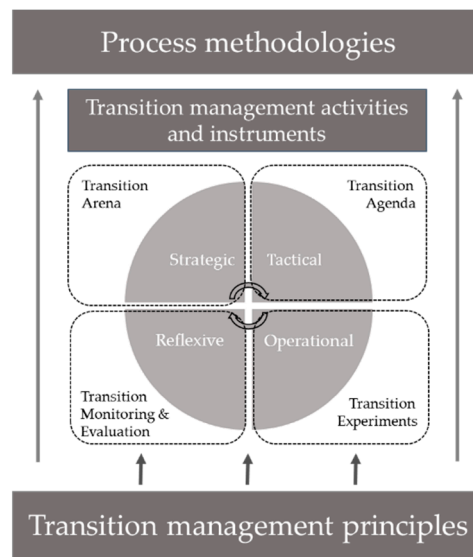 Process methodologies
Transition management activities
and instruments
Transition
Arena
Transition
Agenda
Strategic
Tactical
Reflexive
Operational
Transition
Monitoring &
Evaluation
Transition
Experiments
Transition management principles